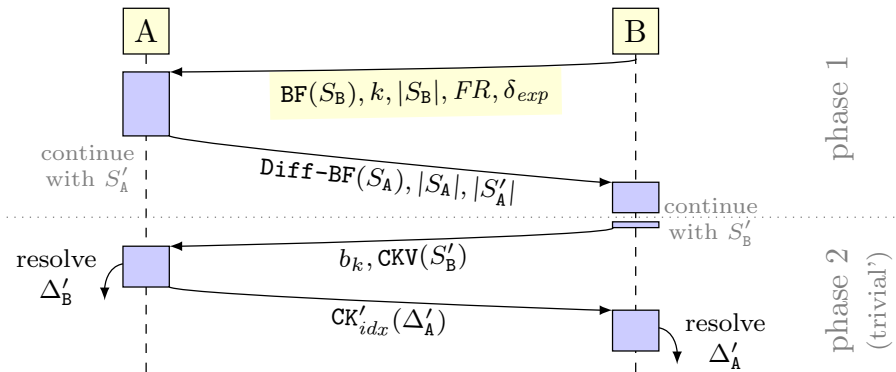 A
B
BF(S_B), k, |S_B|, FR, δ_exp
phase 1
continue
with S'_A
Diff-BF(S_A), |S_A|, |S'_A|
continue
with S'_B
b_k, CKV(S'_B)
resolve
Δ'_B
CK'_idx(Δ'_A)
resolve
Δ'_A
phase 2
(trivial')